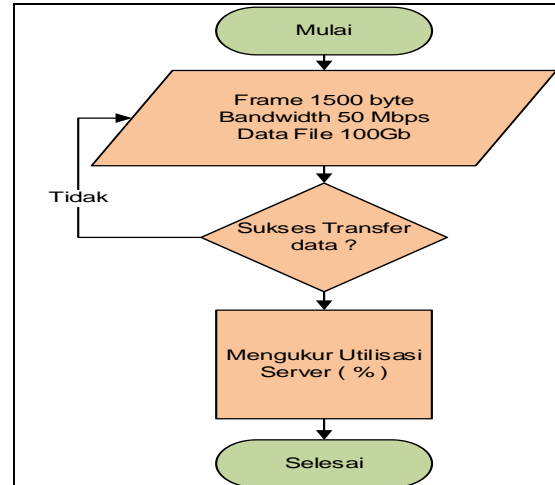 Mulai
Frame 1500 byte
Bandwidth 50 Mbps
Data File 100Gb
Tidak
Sukses Transfer
data ?
Mengukur Utilisasi
Server ( % )
Selesai